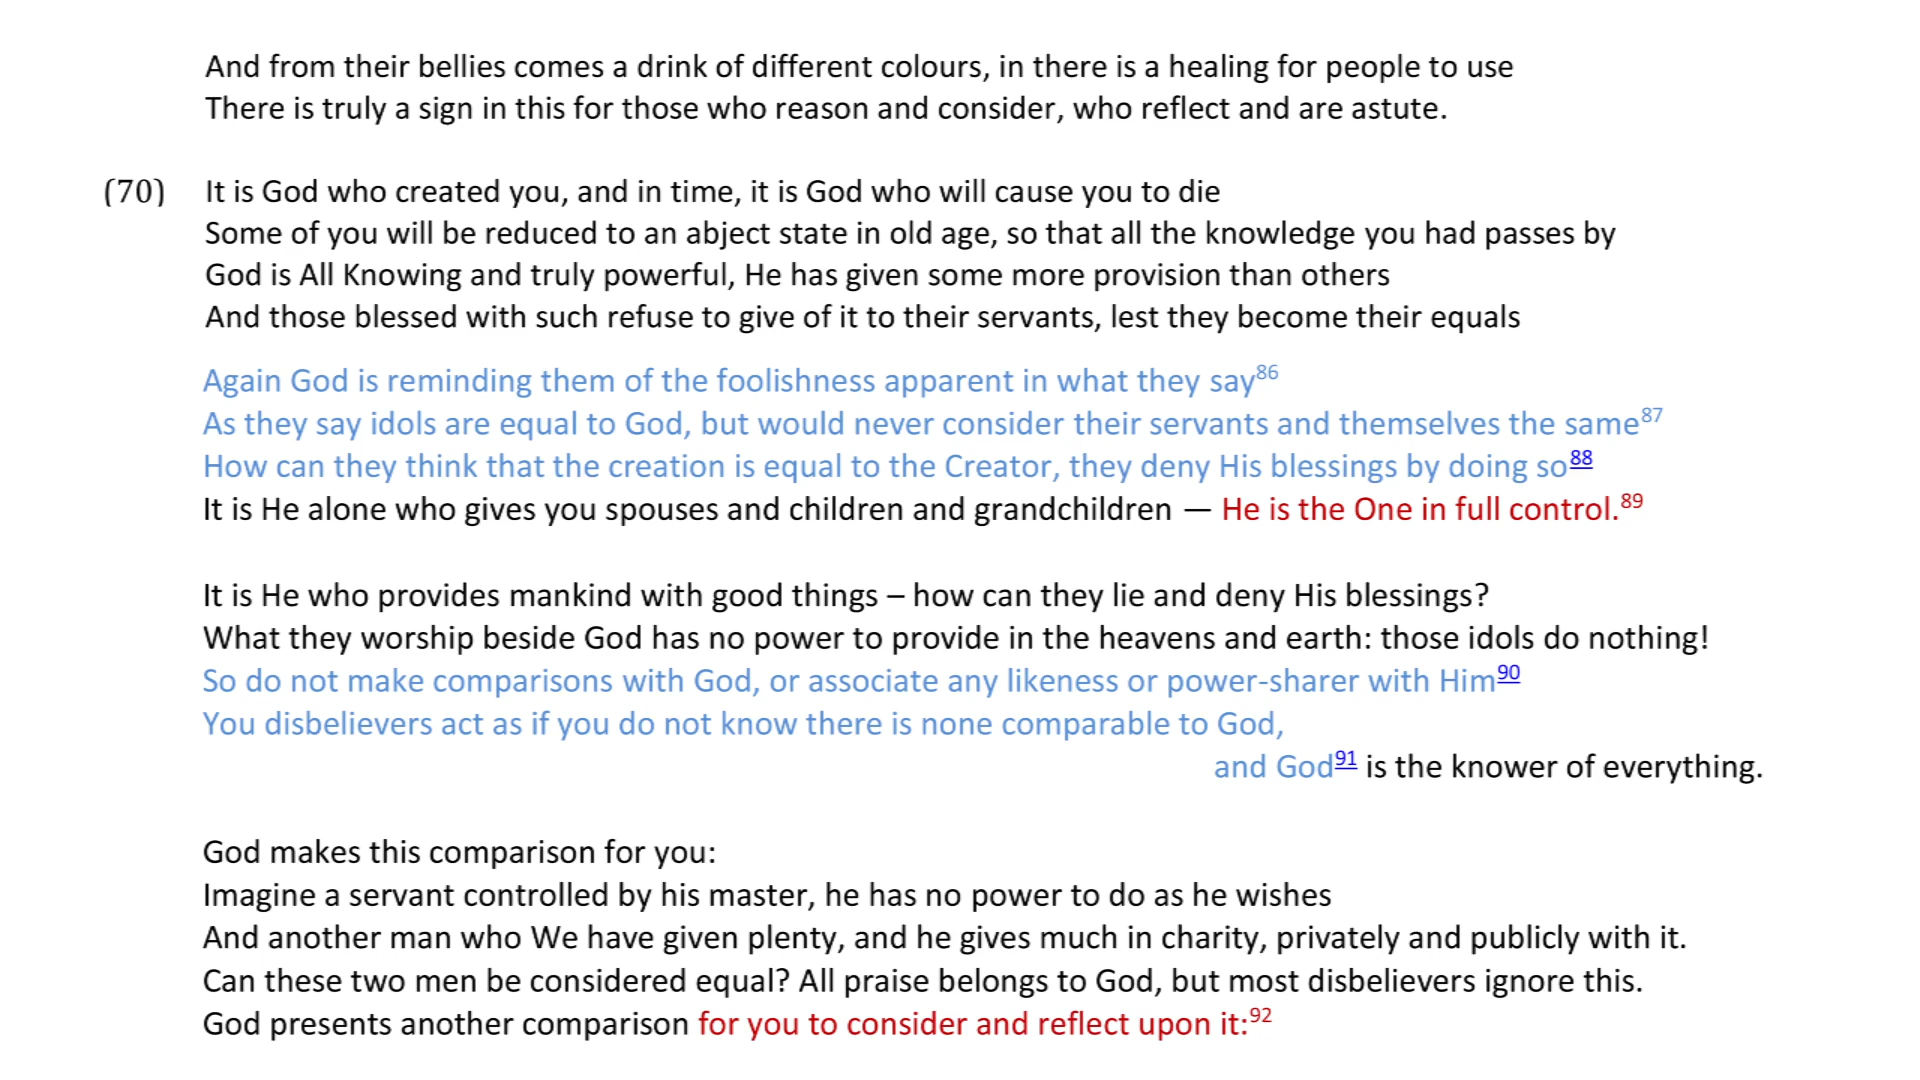 And from their bellies comes a drink of different colours, in there is a healing for people to use
There is truly a sign in this for those who reason and consider, who reflect and are astute.
(70) It is God who created you, and in time, it is God who will cause you to die
Some of you will be reduced to an abject state in old age, so that all the knowledge you had passes by
God is All Knowing and truly powerful, He has given some more provision than others
And those blessed with such refuse to give of it to their servants, lest they become their equals
Again God is reminding them of the foolishness apparent in what they say86
As they say idols are equal to God, but would never consider their servants and themselves the same87
How can they think that the creation is equal to the Creator, they deny His blessings by doing so88
It is He alone who gives you spouses and children and grandchildren — He is the One in full control.89
It is He who provides mankind with good things – how can they lie and deny His blessings?
What they worship beside God has no power to provide in the heavens and earth: those idols do nothing!
So do not make comparisons with God, or associate any likeness or power-sharer with Him90
You disbelievers act as if you do not know there is none comparable to God,
and God91 is the knower of everything.
God makes this comparison for you:
Imagine a servant controlled by his master, he has no power to do as he wishes
And another man who We have given plenty, and he gives much in charity, privately and publicly with it.
Can these two men be considered equal? All praise belongs to God, but most disbelievers ignore this.
God presents another comparison for you to consider and reflect upon it:92